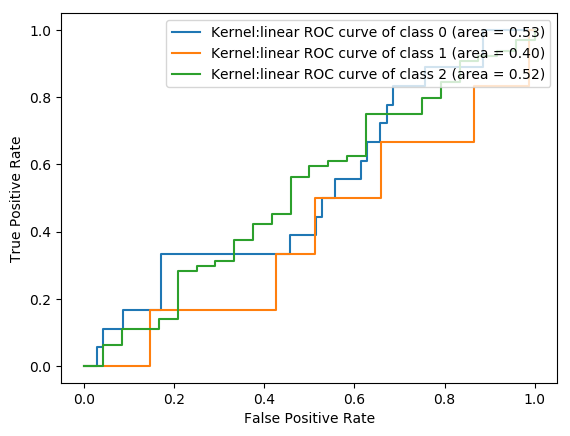 Kernel:linear ROC curve of class 0 (area = 0.53)
Kernel:linear ROC curve of class 1 (area = 0.40)
Kernel:linear ROC curve of class 2 (area = 0.52)
True Positive Rate
1.0
0.8
0.6
0.4
0.2
0.0
0.0 0.2 0.4 0.6 0.8 1.0
False Positive Rate